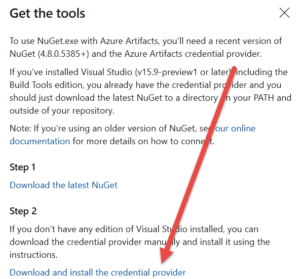 Get the tools
To use NuGet.exe with Azure Artifacts, you'll need a recent version of
NuGet (4.8.0.5385+) and the Azure Artifacts credential provider.
If you've installed Visual Studio (v15.9-preview1 or later) including the
Build Tools edition, you already have the credential provider and you
should just download the latest NuGet to a directory in your PATH and
outside of your repository.
Note: If you're using an older version of NuGet, see our online
documentation for more details on how to connect.
Step 1
Download the latest NuGet
Step 2
If you don't have any edition of Visual Studio installed, you can
download the credential provider manually and install it using the
instructions.
Download and install the credential provider